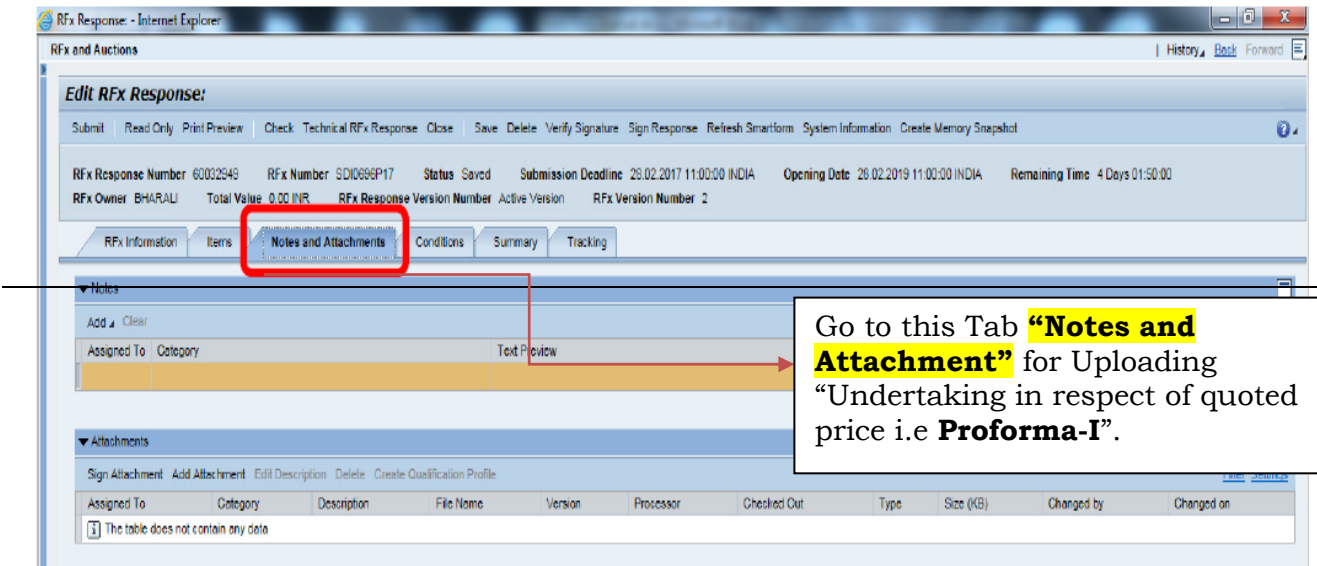 RFx Response: - Internet Explorer
RFx and Auctions
History Back Forward
Edit RFx Response:
Submit Read Only Print Preview Check Technical RFx Response Close Save Delete Verify Signature Sign Response Refresh Smartform System Information Create Memory Snapshot
RFx Response Number 60032949 RFx Number SDI0696P17 Status Saved Submission Deadline 28.02.2017 11:00:00 INDIA Opening Date 28.02.2019 11:00:00 INDIA Remaining Time 4 Days 01:50:00
RFx Owner BHARALI Total Value 0.00 INR RFx Response Version Number Active Version RFx Version Number 2
RFx Information Items Notes and Attachments Conditions Summary Tracking
Notes
Add Clear
Assigned To Category Text Preview
Go to this Tab “Notes and
Attachment” for Uploading
“Undertaking in respect of quoted
price i.e Proforma-I”.
Attachments
Sign Attachment Add Attachment Edit Description Delete Create Qualification Profile
Filter Settings
Assigned To Category Description File Name Version Processor Checked Out Type Size (KB) Changed by Changed on
The table does not contain any data